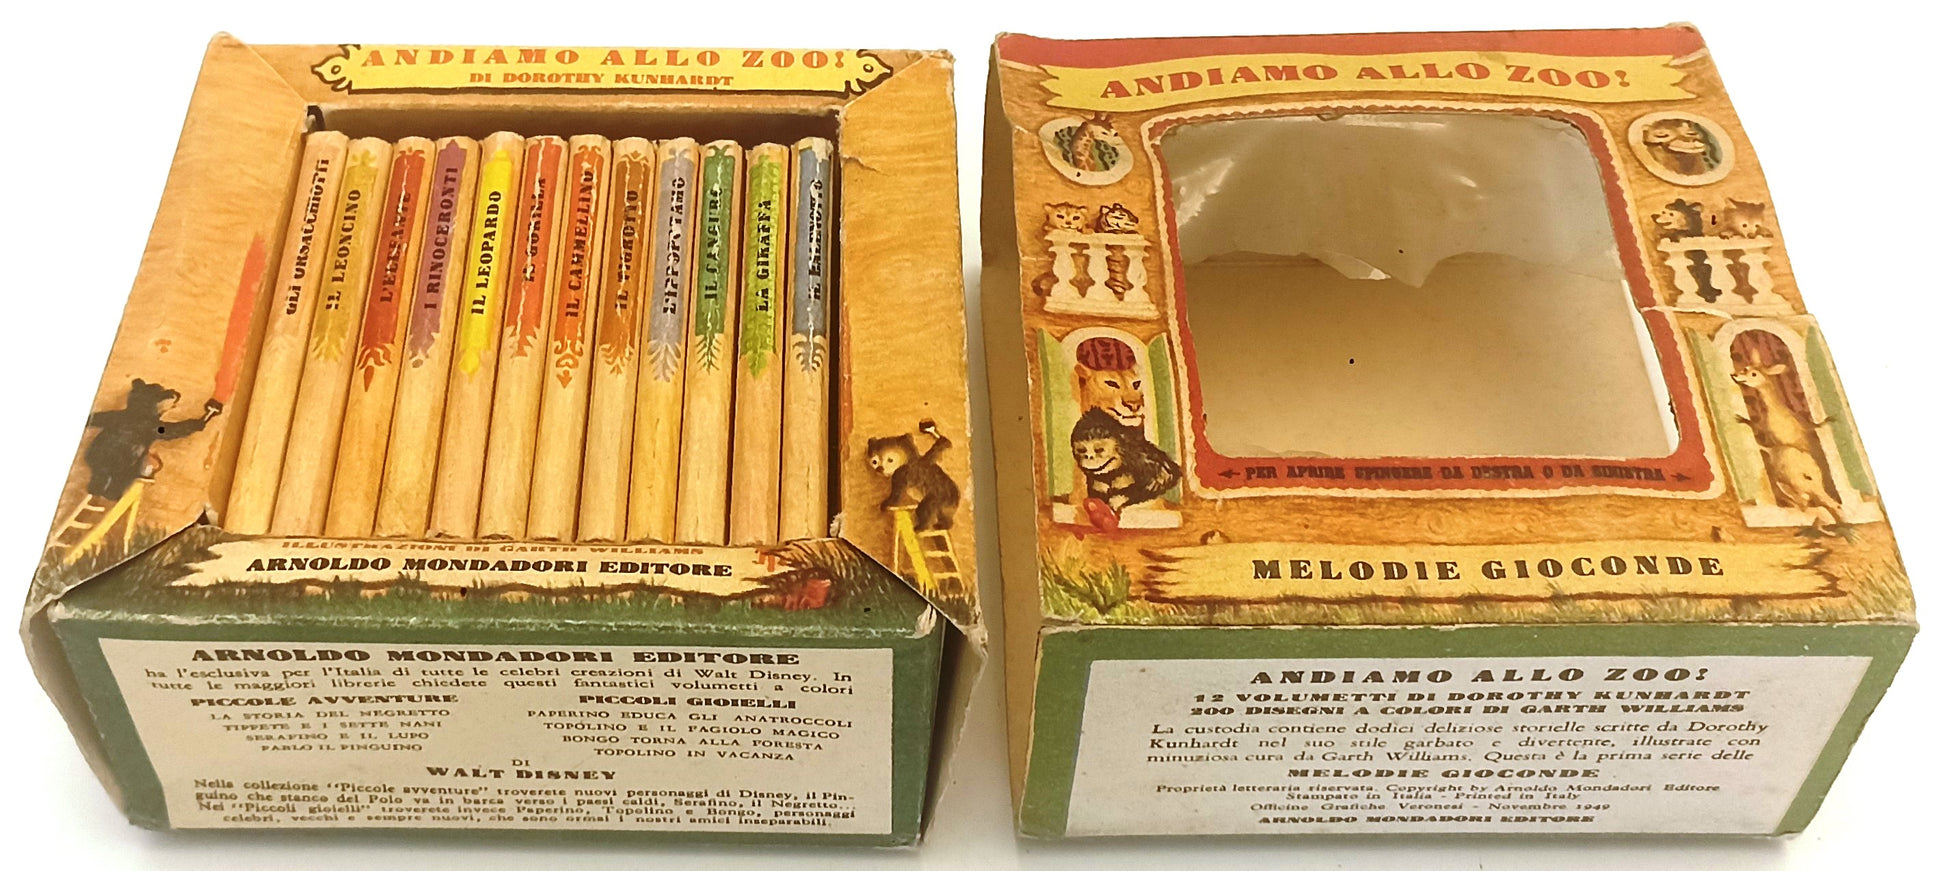 ANDIAMO ALLO ZOO!
DI DOROTHY KUNHARDT
GLI ORSACCHIOTTI
IL LEONCINO
L'ELEFANTE
I RINOCERONTI
IL LEOPARDO
IL GORILLA
IL CAMMELLINO
IL TIGROTTO
L'IPPOPOTAMO
IL CANGURO
LA GIRAFFA
IL BALENOTTO
ILLUSTRAZIONI DI GARTH WILLIAMS
ARNOLDO MONDADORI EDITORE
ARNOLDO MONDADORI EDITORE
ha l'esclusiva per l'Italia di tutte le celebri creazioni di Walt Disney. In
tutte le maggiori librerie chiedete questi fantastici volumetti a colori
PICCOLE AVVENTURE
LA STORIA DEL NEGRETTO
TIPPETE E I SETTE NANI
SERAFINO E IL LUPO
PABLO IL PINGUINO
PICCOLI GIOIELLI
PAPERINO EDUCA GLI ANATROCCOLI
TOPOLINO E IL FAGIOLO MAGICO
BONGO TORNA ALLA FORESTA
TOPOLINO IN VACANZA
DI
WALT DISNEY
Nella collezione "Piccole avventure" troverete nuovi personaggi di Disney, il Pin-
guino che stanco del Polo va in barca verso i paesi caldi, Serafino, il Negretto...
Nei "Piccoli gioielli" troverete invece Paperino, Topolino e Bongo, personaggi
celebri, vecchi e sempre nuovi, che sono ormai i nostri amici inseparabili.
ANDIAMO ALLO ZOO!
PER APRIRE SPINGERE DA DESTRA O DA SINISTRA
MELODIE GIOCONDE
ANDIAMO ALLO ZOO!
12 VOLUMETTI DI DOROTHY KUNHARDT
200 DISEGNI A COLORI DI GARTH WILLIAMS
La custodia contiene dodici deliziose storielle scritte da Dorothy
Kunhardt nel suo stile garbato e divertente, illustrate con
minuziosa cura da Garth Williams. Questa è la prima serie delle
MELODIE GIOCONDE
Proprietà letteraria riservata. Copyright by Arnoldo Mondadori Editore
Stampato in Italia - Printed in Italy
Officine Grafiche Veronesi - Novembre 1949
ARNOLDO MONDADORI EDITORE